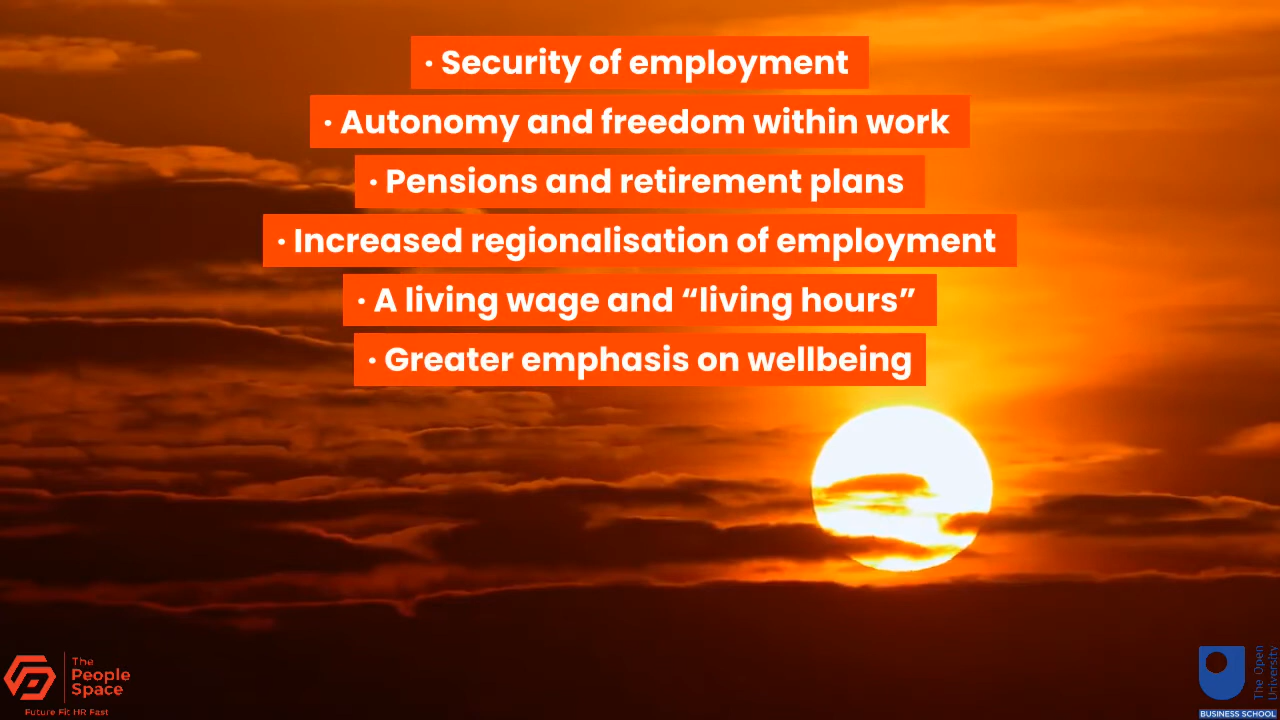 · Security of employment
· Autonomy and freedom within work
· Pensions and retirement plans
· Increased regionalisation of employment
· A living wage and “living hours”
· Greater emphasis on wellbeing
The
People
Space
Future Fit HR Fast
The Open
University
BUSINESS SCHOOL